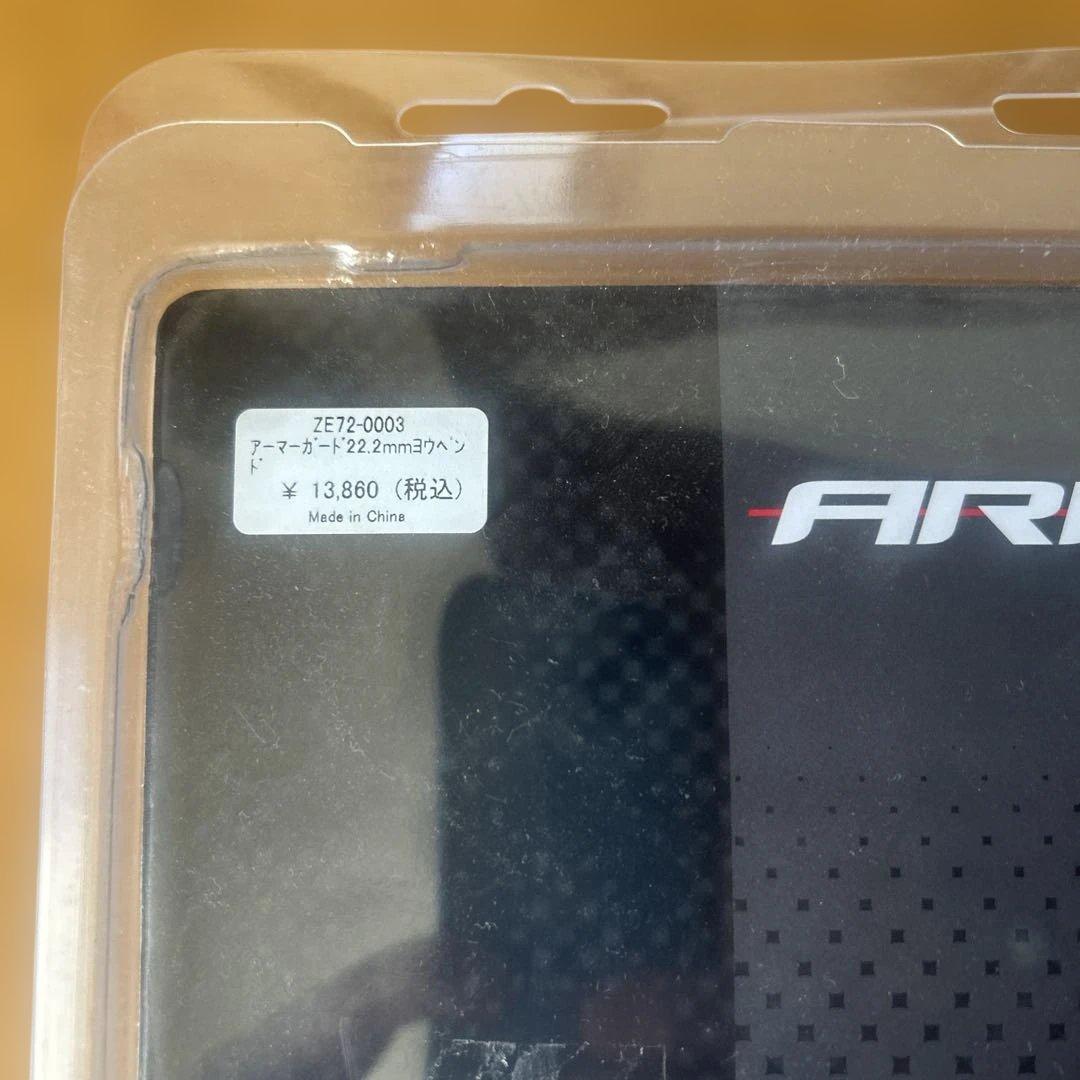 ZE72-0003
ｱｰﾏｰｶﾞｰﾄﾞ22.2mmﾖｳﾍﾞﾝ
ﾄﾞ
¥ 13,860 (税込)
Made in China